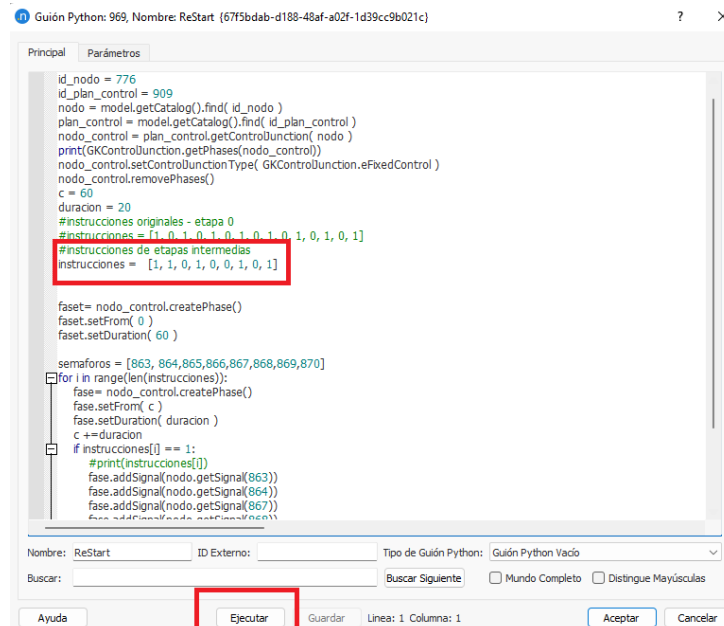 Guión Python: 969, Nombre: ReStart {67f5bdab-d188-48af-a02f-1d39cc9b021c}
Principal Parámetros
id_nodo = 776
id_plan_control = 909
nodo = model.getCatalog().find( id_nodo )
plan_control = model.getCatalog().find( id_plan_control )
nodo_control = plan_control.getControlJunction( nodo )
print(GKControlJunction.getPhases(nodo_control))
nodo_control.setControlJunctionType( GKControlJunction.eFixedControl )
nodo_control.removePhases()
c = 60
duracion = 20
#instrucciones originales - etapa 0
#instrucciones = [1, 0, 1, 0, 1, 0, 1, 0, 1, 0, 1, 0, 1, 0, 1]
#instrucciones de etapas intermedias
instrucciones = [1, 1, 0, 1, 0, 0, 1, 0, 1]
faset= nodo_control.createPhase()
faset.setFrom( 0 )
faset.setDuration( 60 )
semaforos = [863, 864,865,866,867,868,869,870]
for i in range(len(instrucciones)):
fase= nodo_control.createPhase()
fase.setFrom( c )
fase.setDuration( duracion )
c +=duracion
if instrucciones[i] == 1:
#print(instrucciones[i])
fase.addSignal(nodo.getSignal(863))
fase.addSignal(nodo.getSignal(864))
fase.addSignal(nodo.getSignal(867))
fase.addSignal(nodo.getSignal(868))
Nombre: ReStart ID Externo: Tipo de Guión Python: Guión Python Vacío
Buscar: Buscar Siguiente Mundo Completo Distingue Mayúsculas
Ayuda Ejecutar Guardar Linea: 1 Columna: 1 Aceptar Cancelar